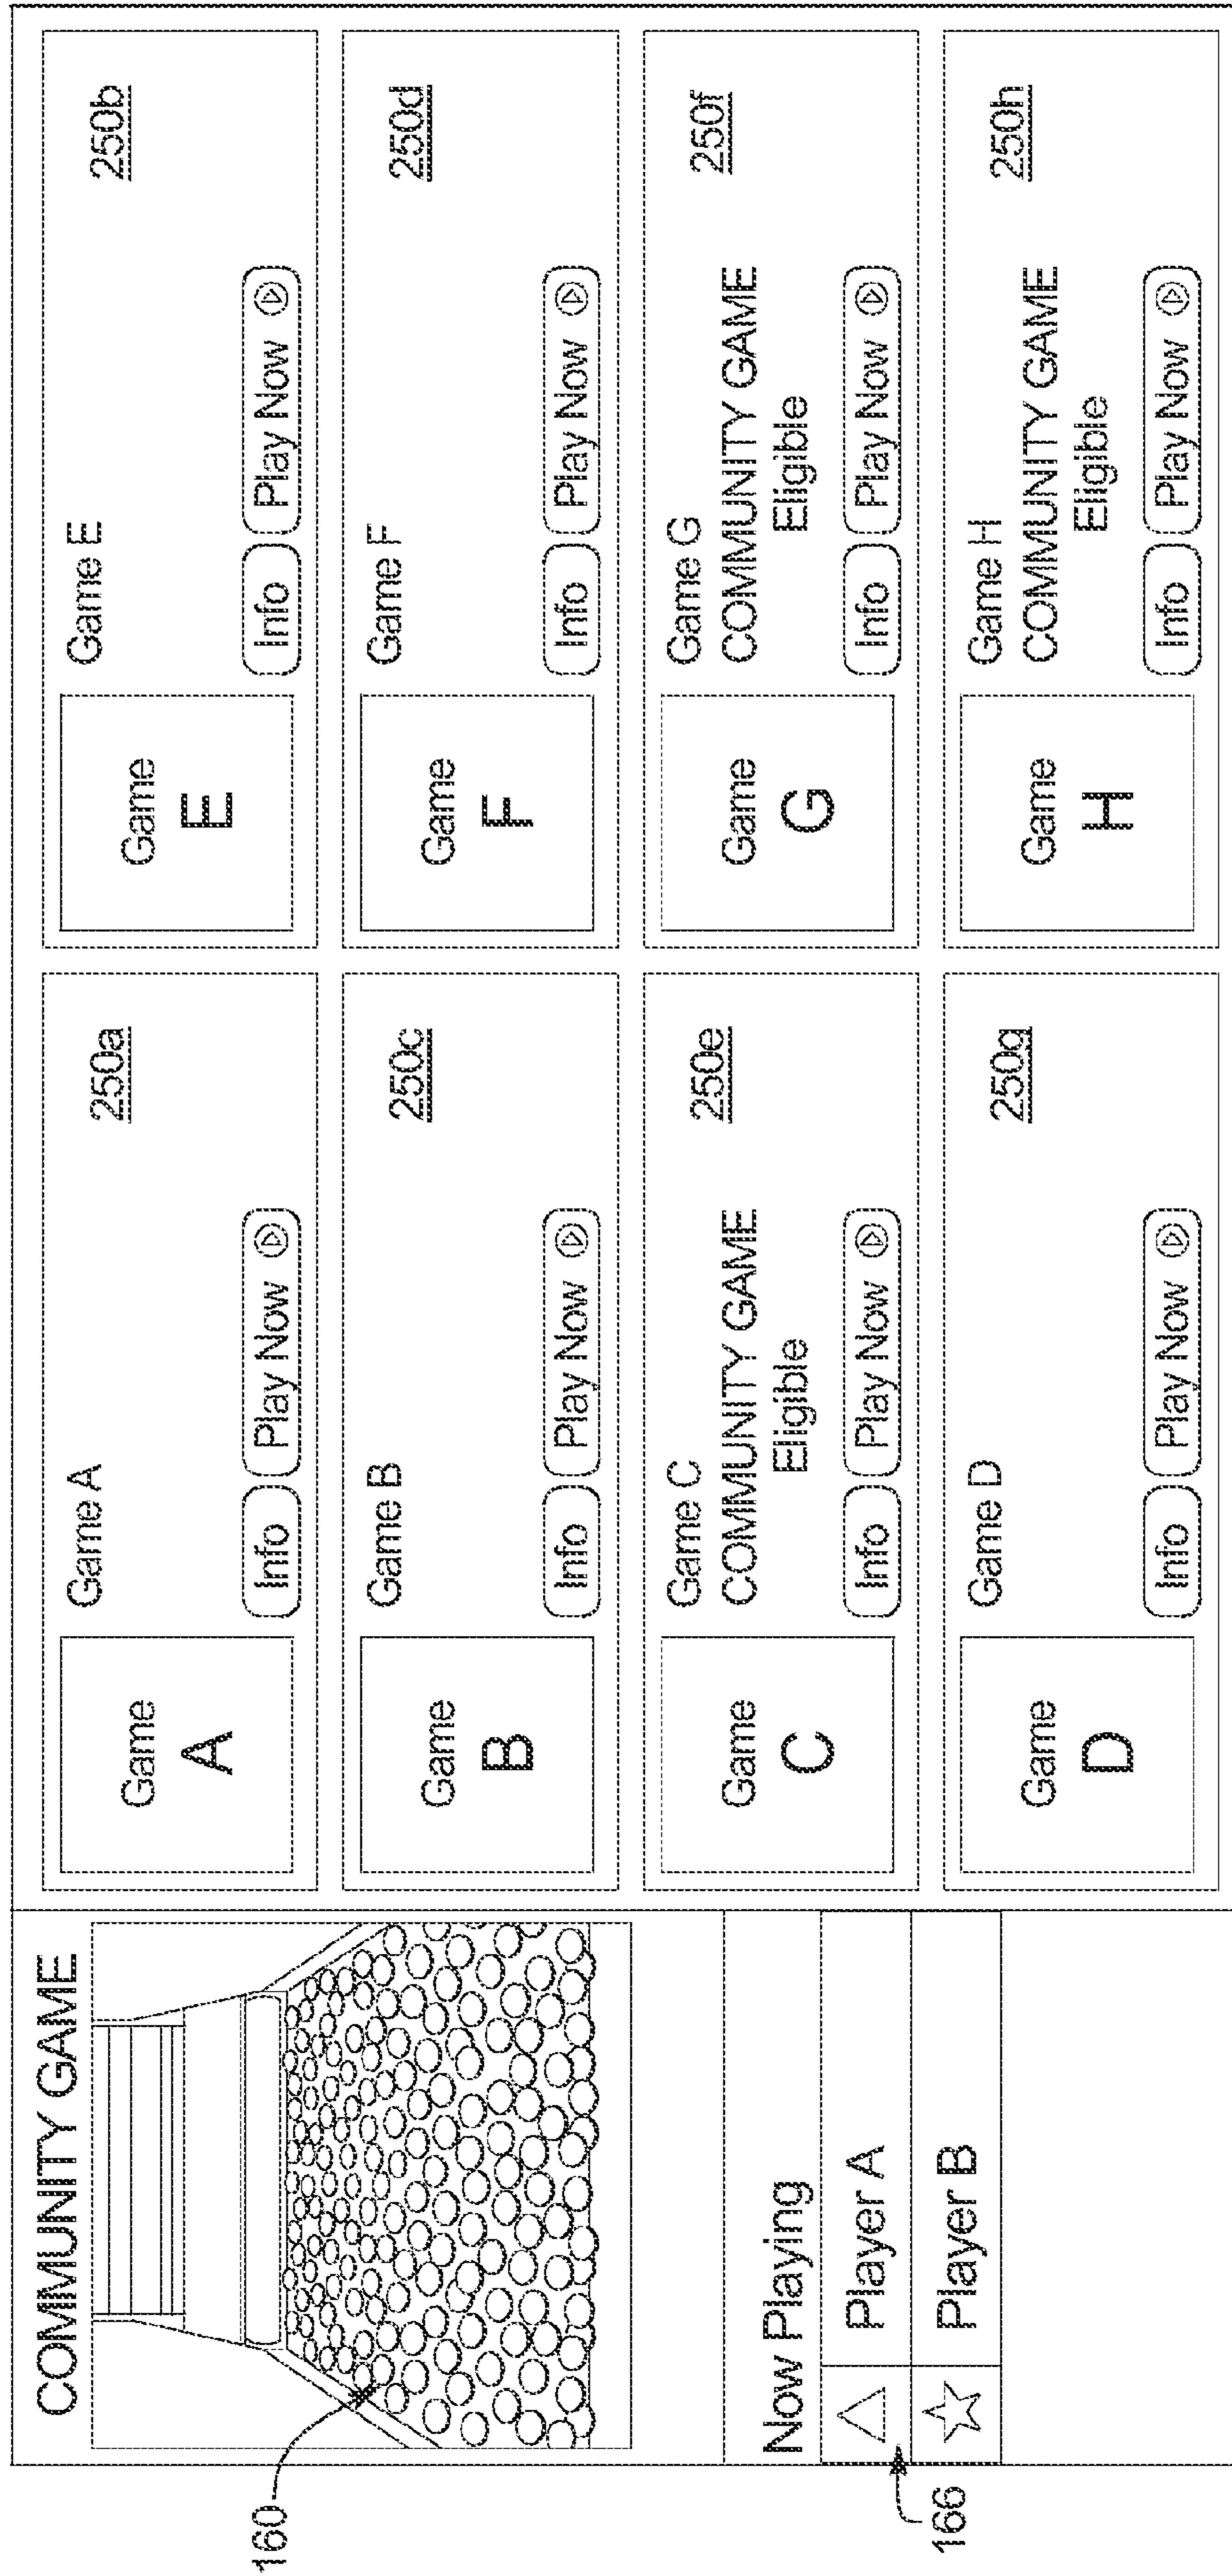 COMMUNITY GAME
160
Now Playing
Player A
166
Player B
Game
A
Game A
250a
Info
Play Now
Game
E
Game E
250b
Info
Play Now
Game
B
Game B
250c
Info
Play Now
Game
F
Game F
250d
Info
Play Now
Game
C
Game C
250e
COMMUNITY GAME
Eligible
Info
Play Now
Game
G
Game G
250f
COMMUNITY GAME
Eligible
Info
Play Now
Game
D
Game D
250g
Info
Play Now
Game
H
Game H
250h
COMMUNITY GAME
Eligible
Info
Play Now